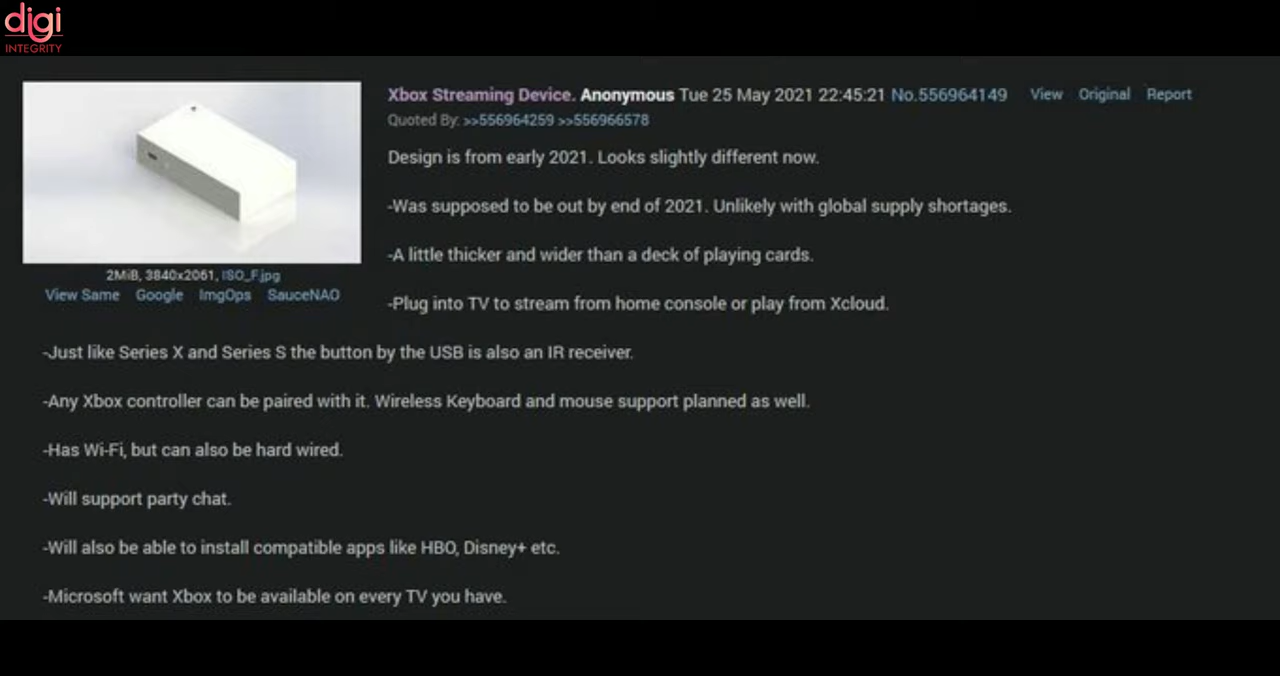 digi
INTEGRITY
Xbox Streaming Device. Anonymous Tue 25 May 2021 22:45:21 No.556964149 View Original Report
Quoted By: >>556964259 >>556966578
Design is from early 2021. Looks slightly different now.
-Was supposed to be out by end of 2021. Unlikely with global supply shortages.
-A little thicker and wider than a deck of playing cards.
2MiB, 3840x2061, ISO_F.jpg
View Same Google ImgOps SauceNAO
-Plug into TV to stream from home console or play from Xcloud.
-Just like Series X and Series S the button by the USB is also an IR receiver.
-Any Xbox controller can be paired with it. Wireless Keyboard and mouse support planned as well.
-Has Wi-Fi, but can also be hard wired.
-Will support party chat.
-Will also be able to install compatible apps like HBO, Disney+ etc.
-Microsoft want Xbox to be available on every TV you have.